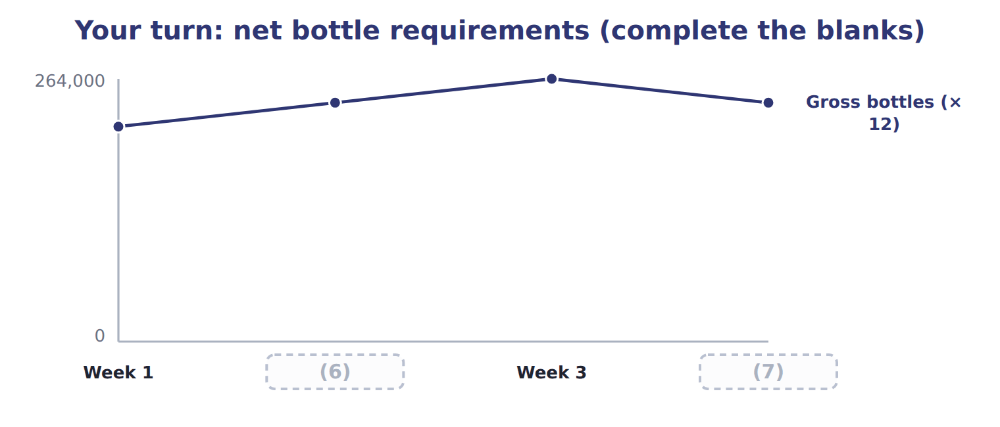 Your turn: net bottle requirements (complete the blanks)
264,000
Gross bottles (×
12)
0
Week 1
(6)
Week 3
(7)